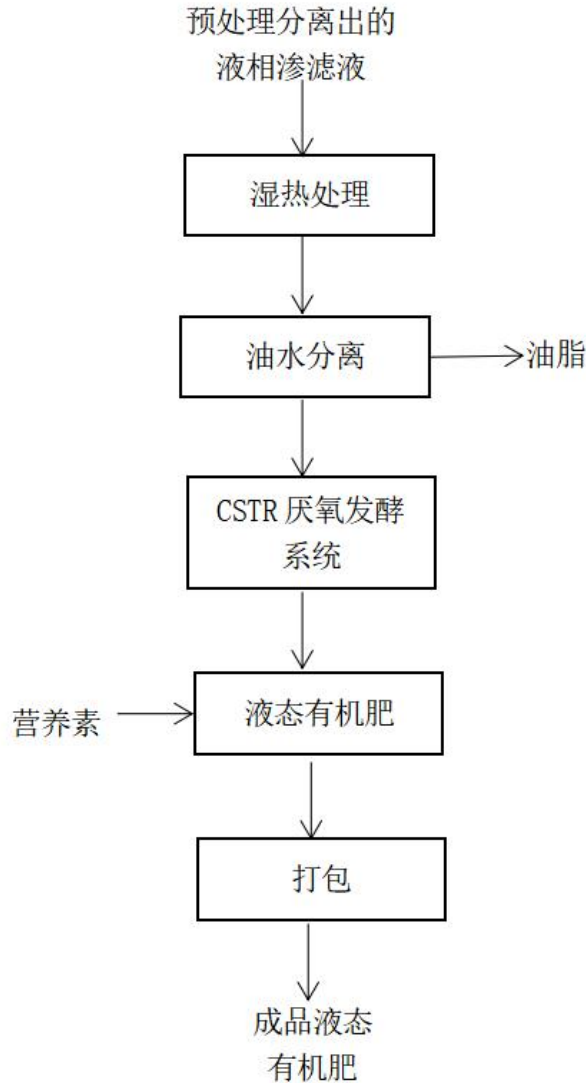 预处理分离出的
液相渗滤液
湿热处理
油水分离
油脂
CSTR 厌氧发酵
系统
营养素
液态有机肥
打包
成品液态
有机肥